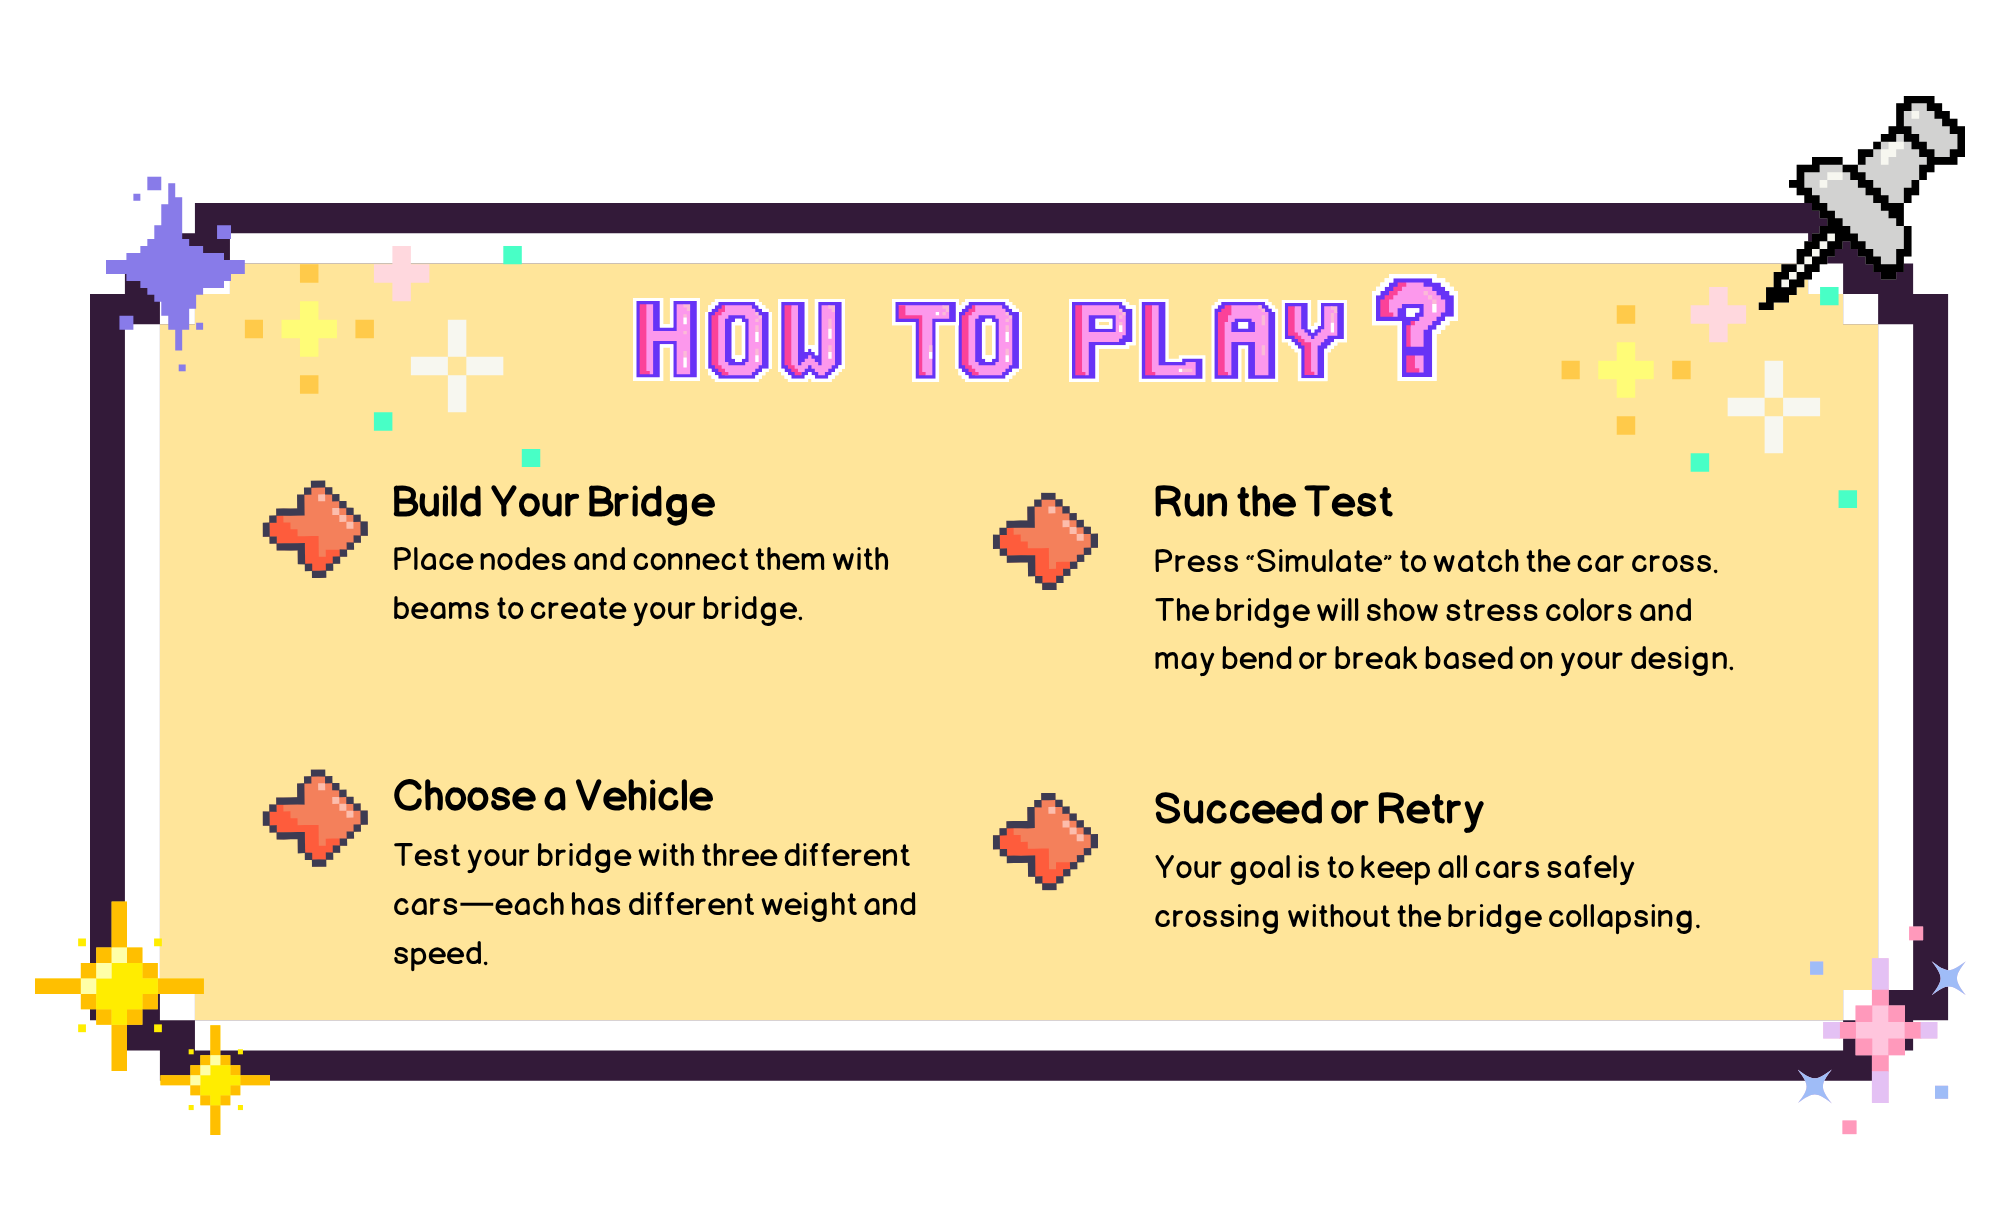 HOW TO PLAY?
Build Your Bridge
Place nodes and connect them with
beams to create your bridge.
Choose a Vehicle
Test your bridge with three different
cars—each has different weight and
speed.
Run the Test
Press “Simulate” to watch the car cross.
The bridge will show stress colors and
may bend or break based on your design.
Succeed or Retry
Your goal is to keep all cars safely
crossing without the bridge collapsing.